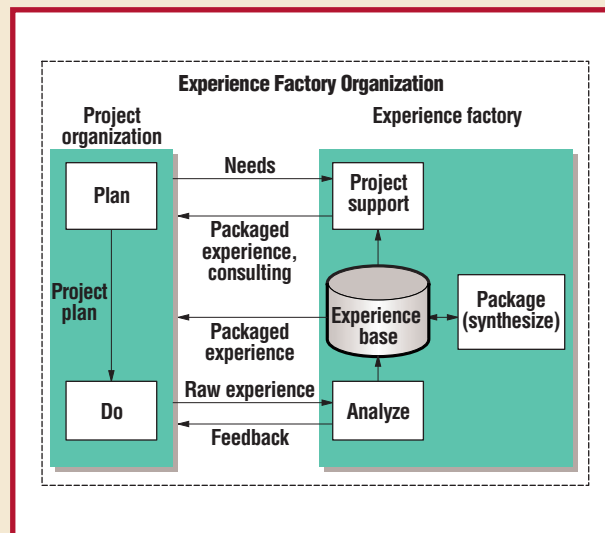 Experience Factory Organization
Project
organization
Experience factory
Plan
Needs
Project
support
Packaged
experience,
consulting
Project
plan
Packaged
experience
Experience
base
Package
(synthesize)
Do
Raw experience
Analyze
Feedback